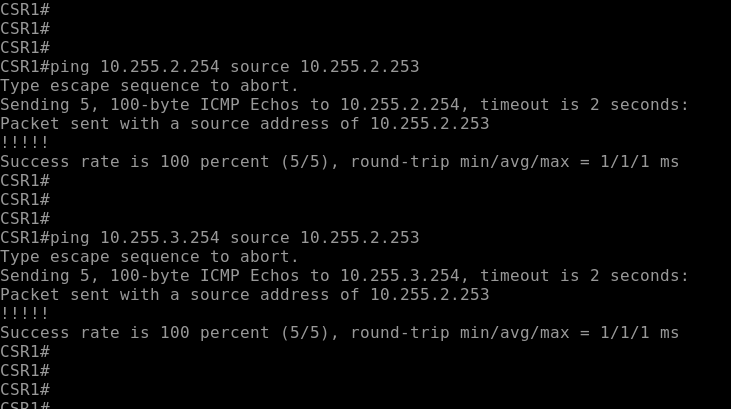 CSR1#
CSR1#
CSR1#
CSR1#ping 10.255.2.254 source 10.255.2.253
Type escape sequence to abort.
Sending 5, 100-byte ICMP Echos to 10.255.2.254, timeout is 2 seconds:
Packet sent with a source address of 10.255.2.253
!!!!!
Success rate is 100 percent (5/5), round-trip min/avg/max = 1/1/1 ms
CSR1#
CSR1#
CSR1#
CSR1#ping 10.255.3.254 source 10.255.2.253
Type escape sequence to abort.
Sending 5, 100-byte ICMP Echos to 10.255.3.254, timeout is 2 seconds:
Packet sent with a source address of 10.255.2.253
!!!!!
Success rate is 100 percent (5/5), round-trip min/avg/max = 1/1/1 ms
CSR1#
CSR1#
CSR1#
CSR1#